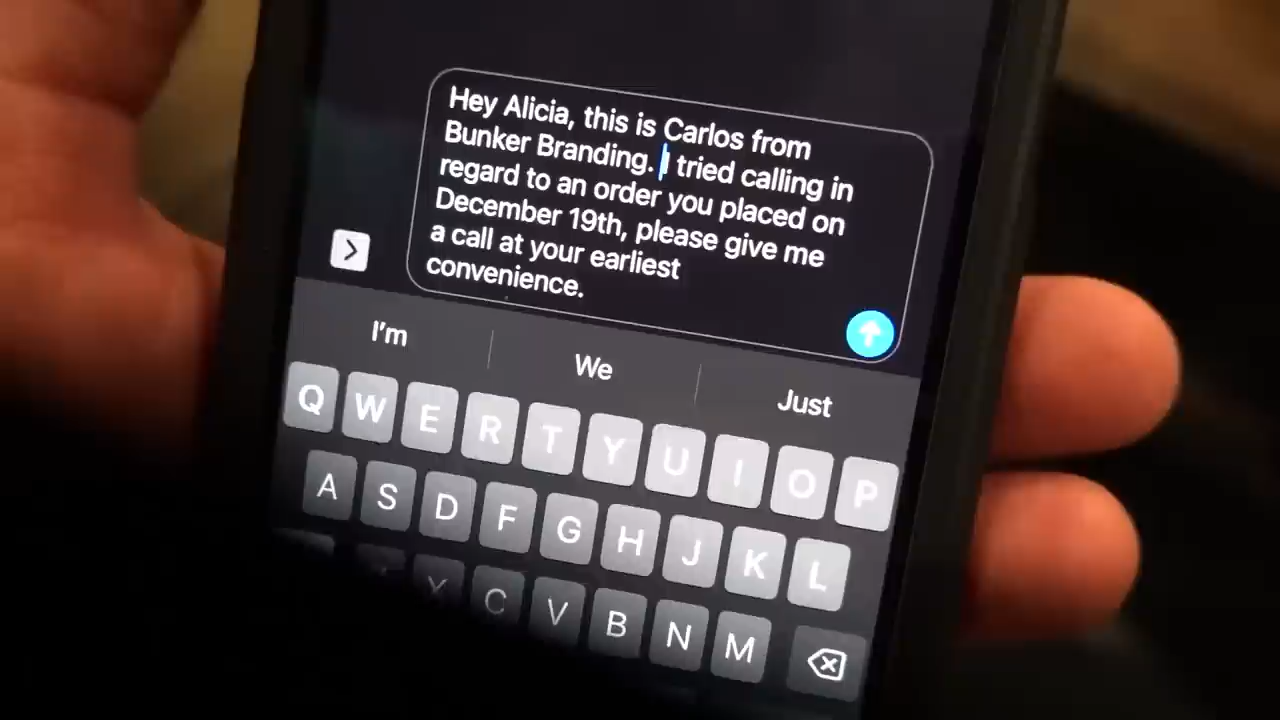 Hey Alicia, this is Carlos from
Bunker Branding. I tried calling in
regard to an order you placed on
December 19th, please give me
a call at your earliest
convenience.
I'm We Just
Q W E R T Y U I O P
A S D F G H J K L
C V B N M